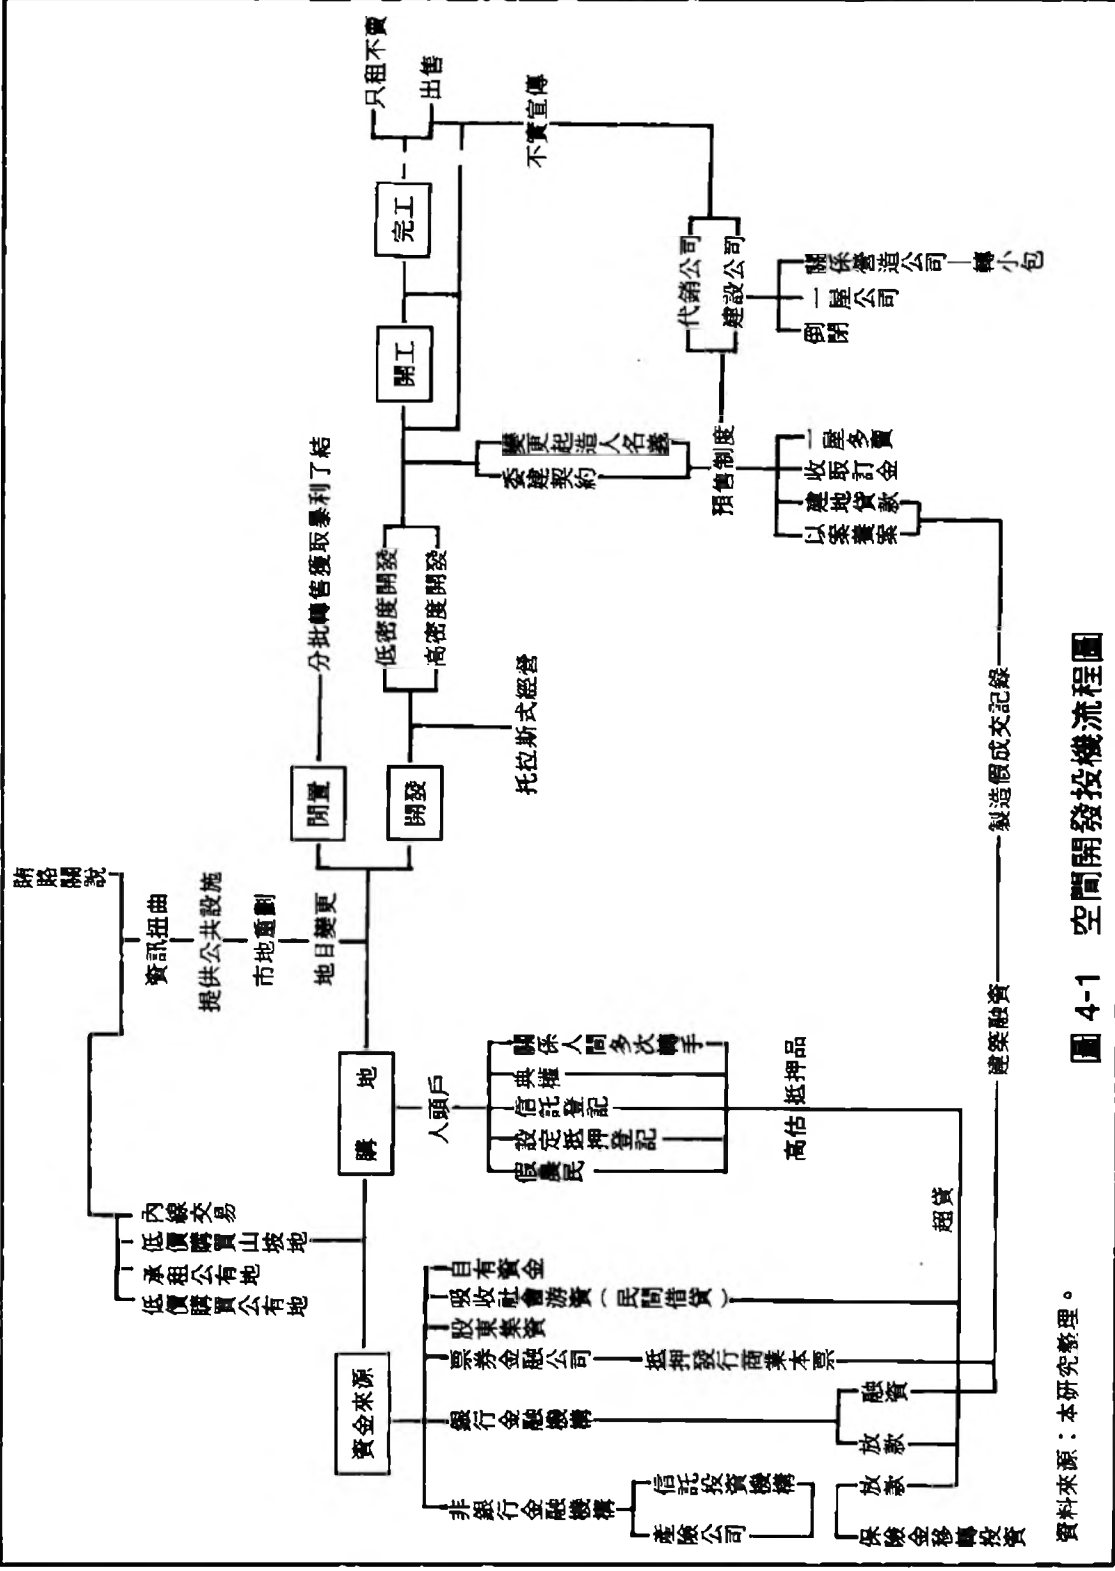 賄賂關說
資訊扭曲
提供公共設施
市地重劃
地目變更
內線交易
低價購買山坡地
承租公有地
低價購買公有地
資金來源
購地
閒置
分批轉售獲取暴利了結
開發
托拉斯式經營
低密度開發
高密度開發
開工
完工
只租不賣
出售
不實宣傳
人頭戶
關係人間多次轉手
典權
信託登記
設定抵押登記
假農民
高估抵押品
超貸
變更起造人名義
委建契約
預售制度
代銷公司
建設公司
關係營造公司—轉小包
一屋公司
倒閉
一屋多賣
收取訂金
建地貸款
以案養案
自有資金
吸收社會游資(民間借貸)
股東集資
票券金融公司
抵押發行商業本票
銀行金融機構
融資
放款
非銀行金融機構
信託投資機構
產險公司
放款
保險金移轉投資
建築融資
製造假成交記錄
資料來源:本研究整理。
圖 4-1 空間開發投機流程圖